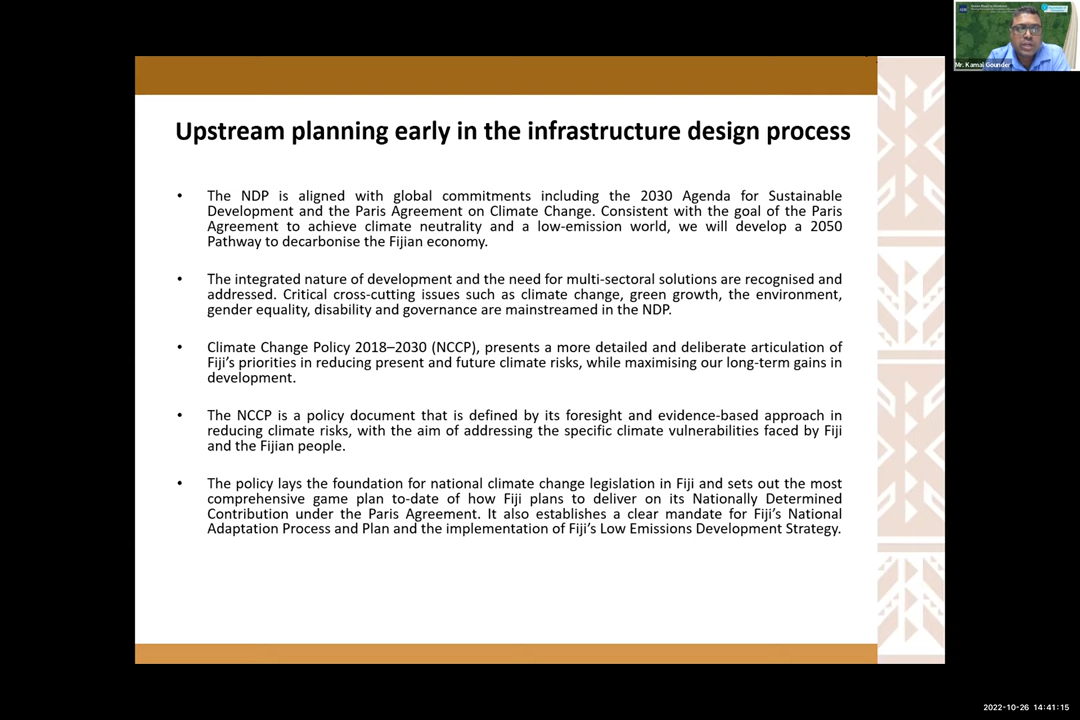 Mr. Kamal Gounder
Upstream planning early in the infrastructure design process
• The NDP is aligned with global commitments including the 2030 Agenda for Sustainable
Development and the Paris Agreement on Climate Change. Consistent with the goal of the Paris
Agreement to achieve climate neutrality and a low-emission world, we will develop a 2050
Pathway to decarbonise the Fijian economy.
• The integrated nature of development and the need for multi-sectoral solutions are recognised and
addressed. Critical cross-cutting issues such as climate change, green growth, the environment,
gender equality, disability and governance are mainstreamed in the NDP.
• Climate Change Policy 2018–2030 (NCCP), presents a more detailed and deliberate articulation of
Fiji's priorities in reducing present and future climate risks, while maximising our long-term gains in
development.
• The NCCP is a policy document that is defined by its foresight and evidence-based approach in
reducing climate risks, with the aim of addressing the specific climate vulnerabilities faced by Fiji
and the Fijian people.
• The policy lays the foundation for national climate change legislation in Fiji and sets out the most
comprehensive game plan to-date of how Fiji plans to deliver on its Nationally Determined
Contribution under the Paris Agreement. It also establishes a clear mandate for Fiji's National
Adaptation Process and Plan and the implementation of Fiji's Low Emissions Development Strategy.
2022-10-26 14:41:15